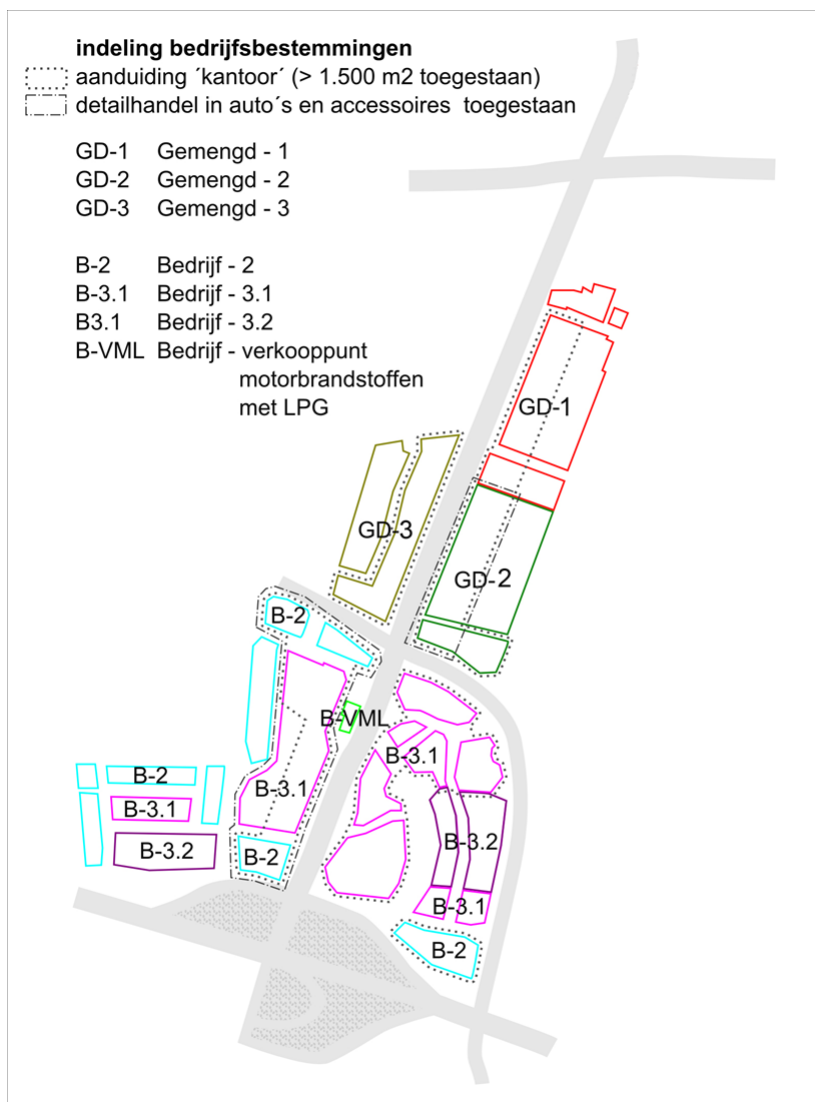 indeling bedrijfsbestemmingen
aanduiding ´kantoor´ (> 1.500 m2 toegestaan)
detailhandel in auto´s en accessoires toegestaan
GD-1 Gemengd - 1
GD-2 Gemengd - 2
GD-3 Gemengd - 3
B-2 Bedrijf - 2
B-3.1 Bedrijf - 3.1
B3.1 Bedrijf - 3.2
B-VML Bedrijf - verkooppunt
motorbrandstoffen
met LPG
GD-1
GD-3
GD-2
B-2
B-VML
B-3.1
B-2
B-3.1
B-3.1
B-3.2
B-3.2
B-2
B-3.1
B-2